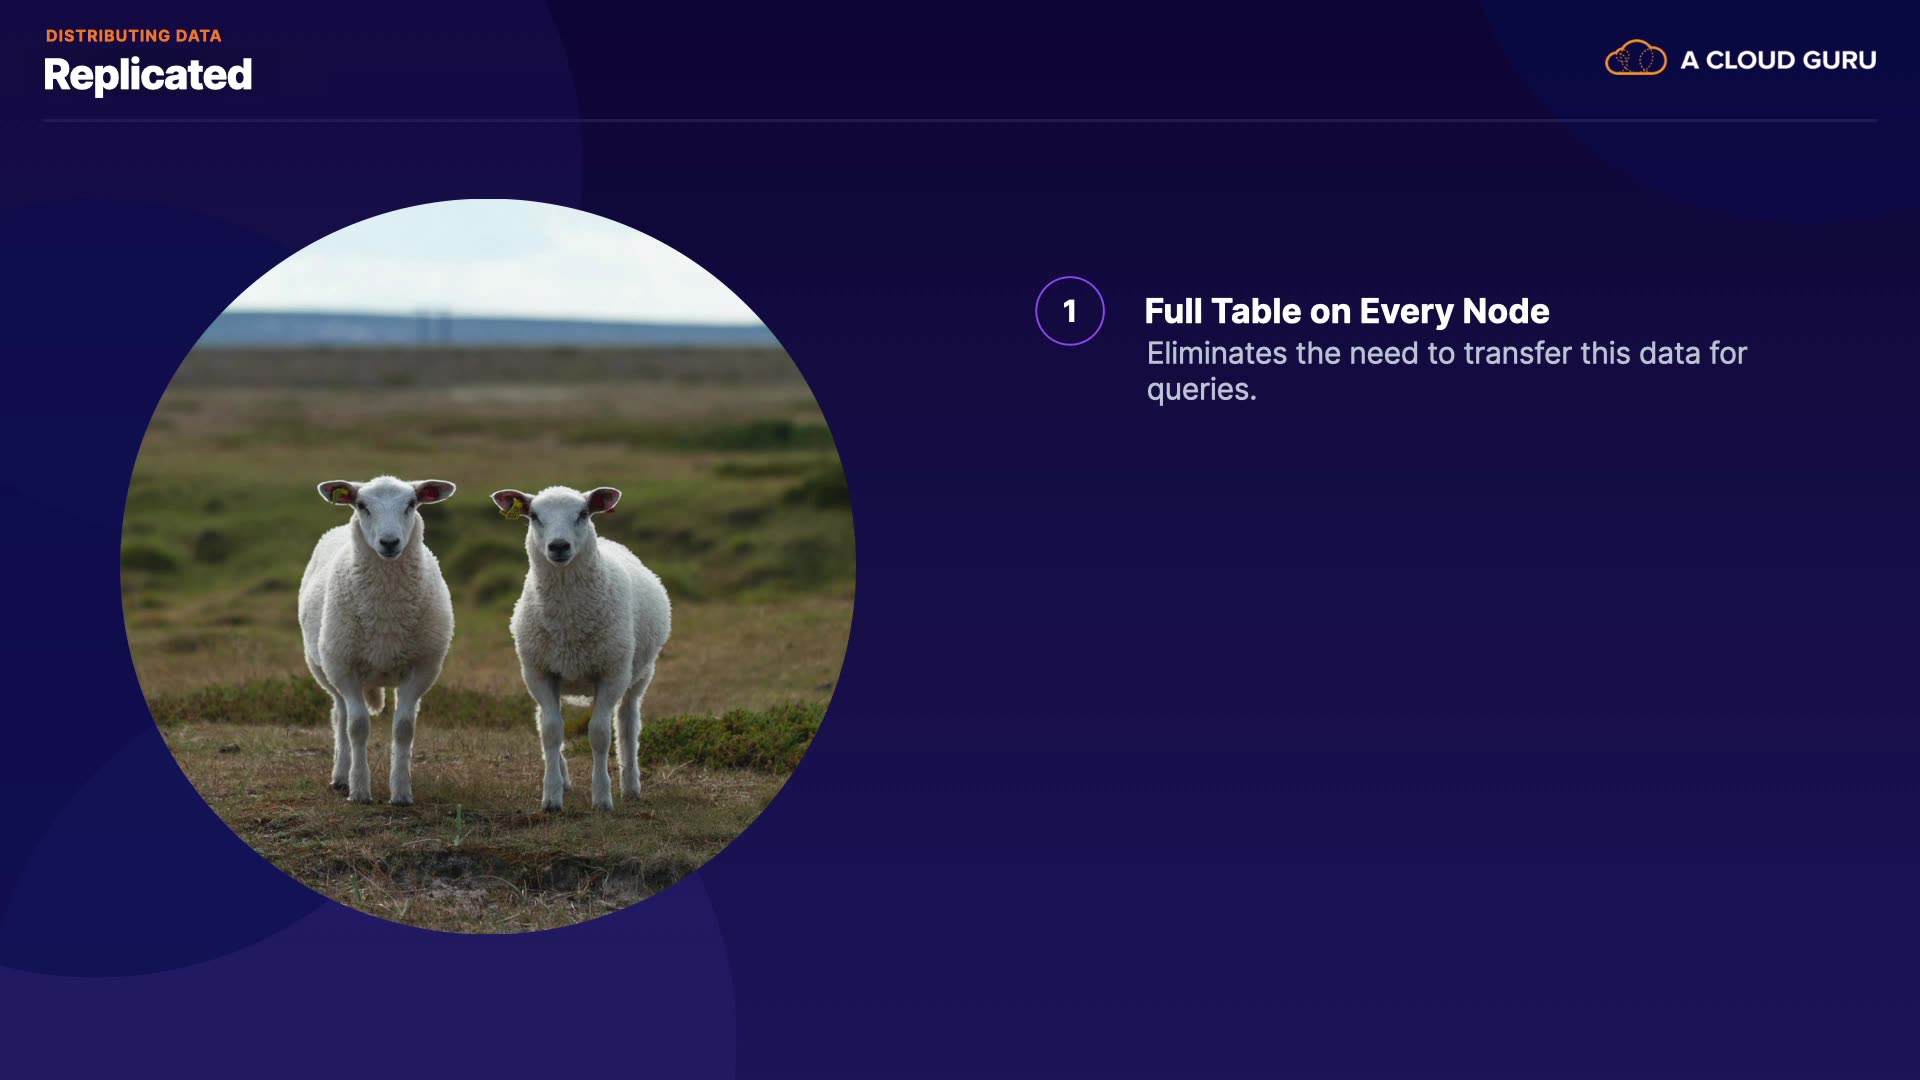 DISTRIBUTING DATA
Replicated
A CLOUD GURU
1
Full Table on Every Node
Eliminates the need to transfer this data for
queries.